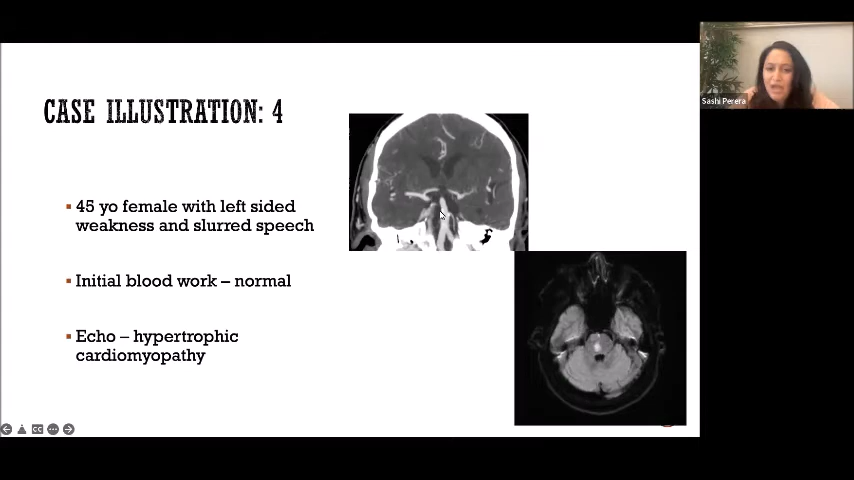 CASE ILLUSTRATION: 4
45 yo female with left sided
weakness and slurred speech
Initial blood work – normal
Echo – hypertrophic
cardiomyopathy
Sashi Perera
CC